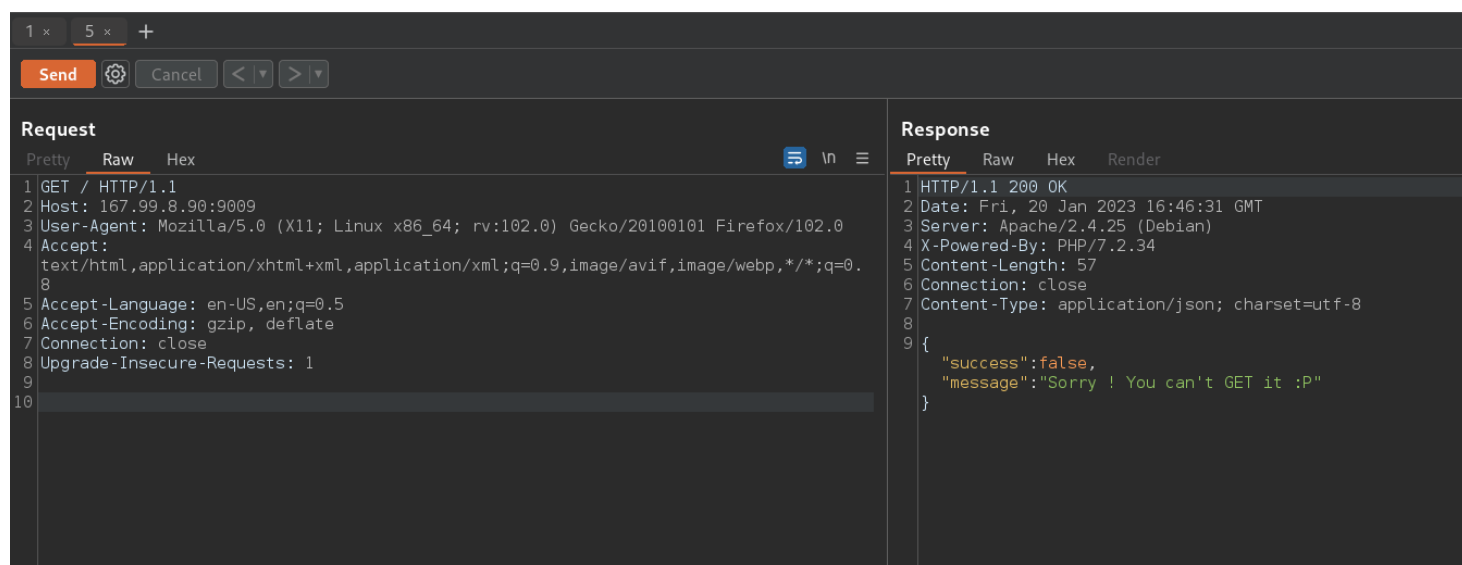 1 × 5 × +
Send Cancel < >
Request
Pretty Raw Hex \n
1 GET / HTTP/1.1
2 Host: 167.99.8.90:9009
3 User-Agent: Mozilla/5.0 (X11; Linux x86_64; rv:102.0) Gecko/20100101 Firefox/102.0
4 Accept:
text/html,application/xhtml+xml,application/xml;q=0.9,image/avif,image/webp,*/*;q=0.
8
5 Accept-Language: en-US,en;q=0.5
6 Accept-Encoding: gzip, deflate
7 Connection: close
8 Upgrade-Insecure-Requests: 1
9
10
Response
Pretty Raw Hex Render
1 HTTP/1.1 200 OK
2 Date: Fri, 20 Jan 2023 16:46:31 GMT
3 Server: Apache/2.4.25 (Debian)
4 X-Powered-By: PHP/7.2.34
5 Content-Length: 57
6 Connection: close
7 Content-Type: application/json; charset=utf-8
8
9 {
"success":false,
"message":"Sorry ! You can't GET it :P"
}